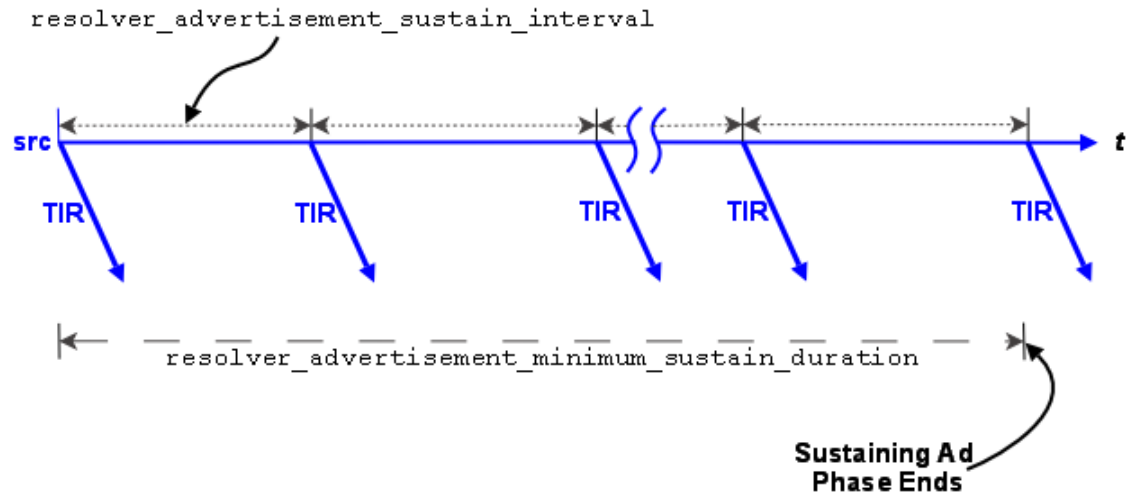 resolver_advertisement_sustain_interval
src
t
TIR
TIR
TIR
TIR
TIR
resolver_advertisement_minimum_sustain_duration
Sustaining Ad
Phase Ends